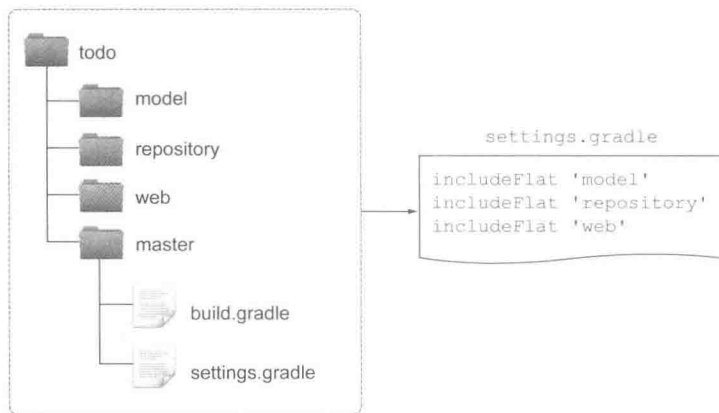 todo
model
repository
web
master
build.gradle
settings.gradle
settings.gradle
includeFlat 'model'
includeFlat 'repository'
includeFlat 'web'